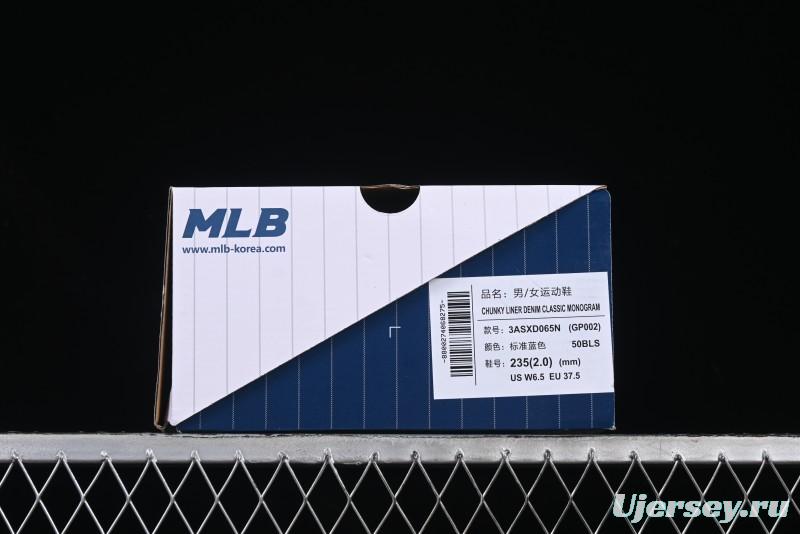 MLB
www.mlb-korea.com
品名：男/女运动鞋
CHUNKY LINER DENIM CLASSIC MONOGRAM
款号：3ASXD065N (GP002)
颜色：标准蓝色 50BLS
鞋号：235(2.0) (mm)
US W6.5 EU 37.5
-8800274068275-
Ujersey.ru